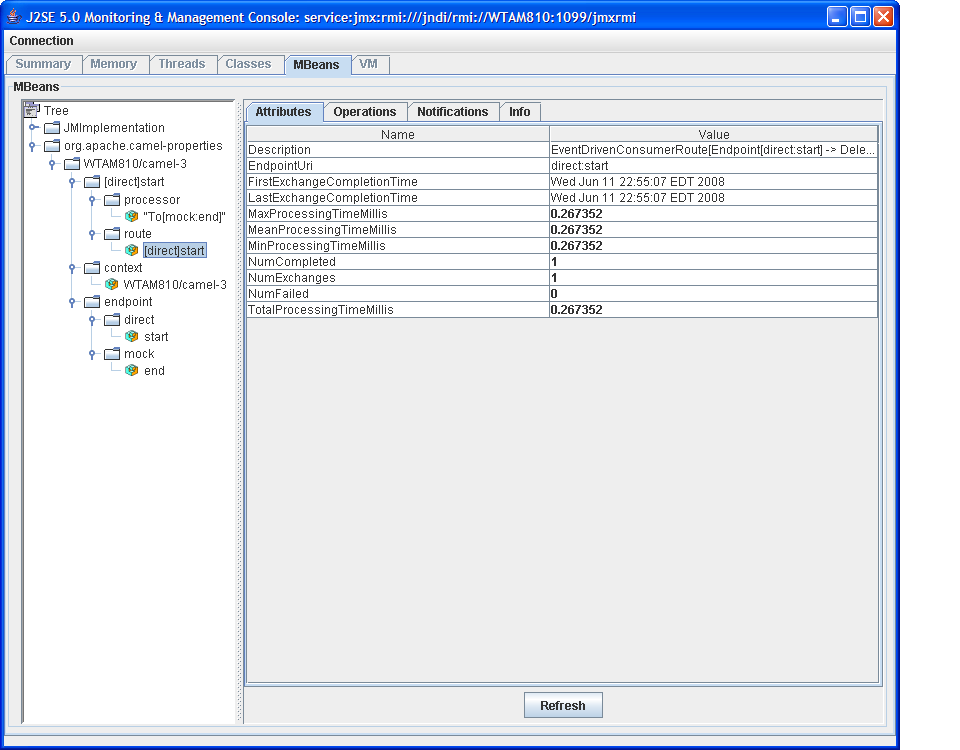 J2SE 5.0 Monitoring & Management Console: service:jmx:rmi:///jndi/rmi://WTAM810:1099/jmxrmi
Connection
Summary Memory Threads Classes MBeans VM
MBeans
Tree
JMImplementation
org.apache.camel-properties
WTAM810/camel-3
[direct]start
processor
"To[mock:end]"
route
[direct]start
context
WTAM810/camel-3
endpoint
direct
start
mock
end
Attributes Operations Notifications Info
Name Value
Description EventDrivenConsumerRoute[Endpoint[direct:start] -> Dele...
EndpointUri direct:start
FirstExchangeCompletionTime Wed Jun 11 22:55:07 EDT 2008
LastExchangeCompletionTime Wed Jun 11 22:55:07 EDT 2008
MaxProcessingTimeMillis 0.267352
MeanProcessingTimeMillis 0.267352
MinProcessingTimeMillis 0.267352
NumCompleted 1
NumExchanges 1
NumFailed 0
TotalProcessingTimeMillis 0.267352
Refresh